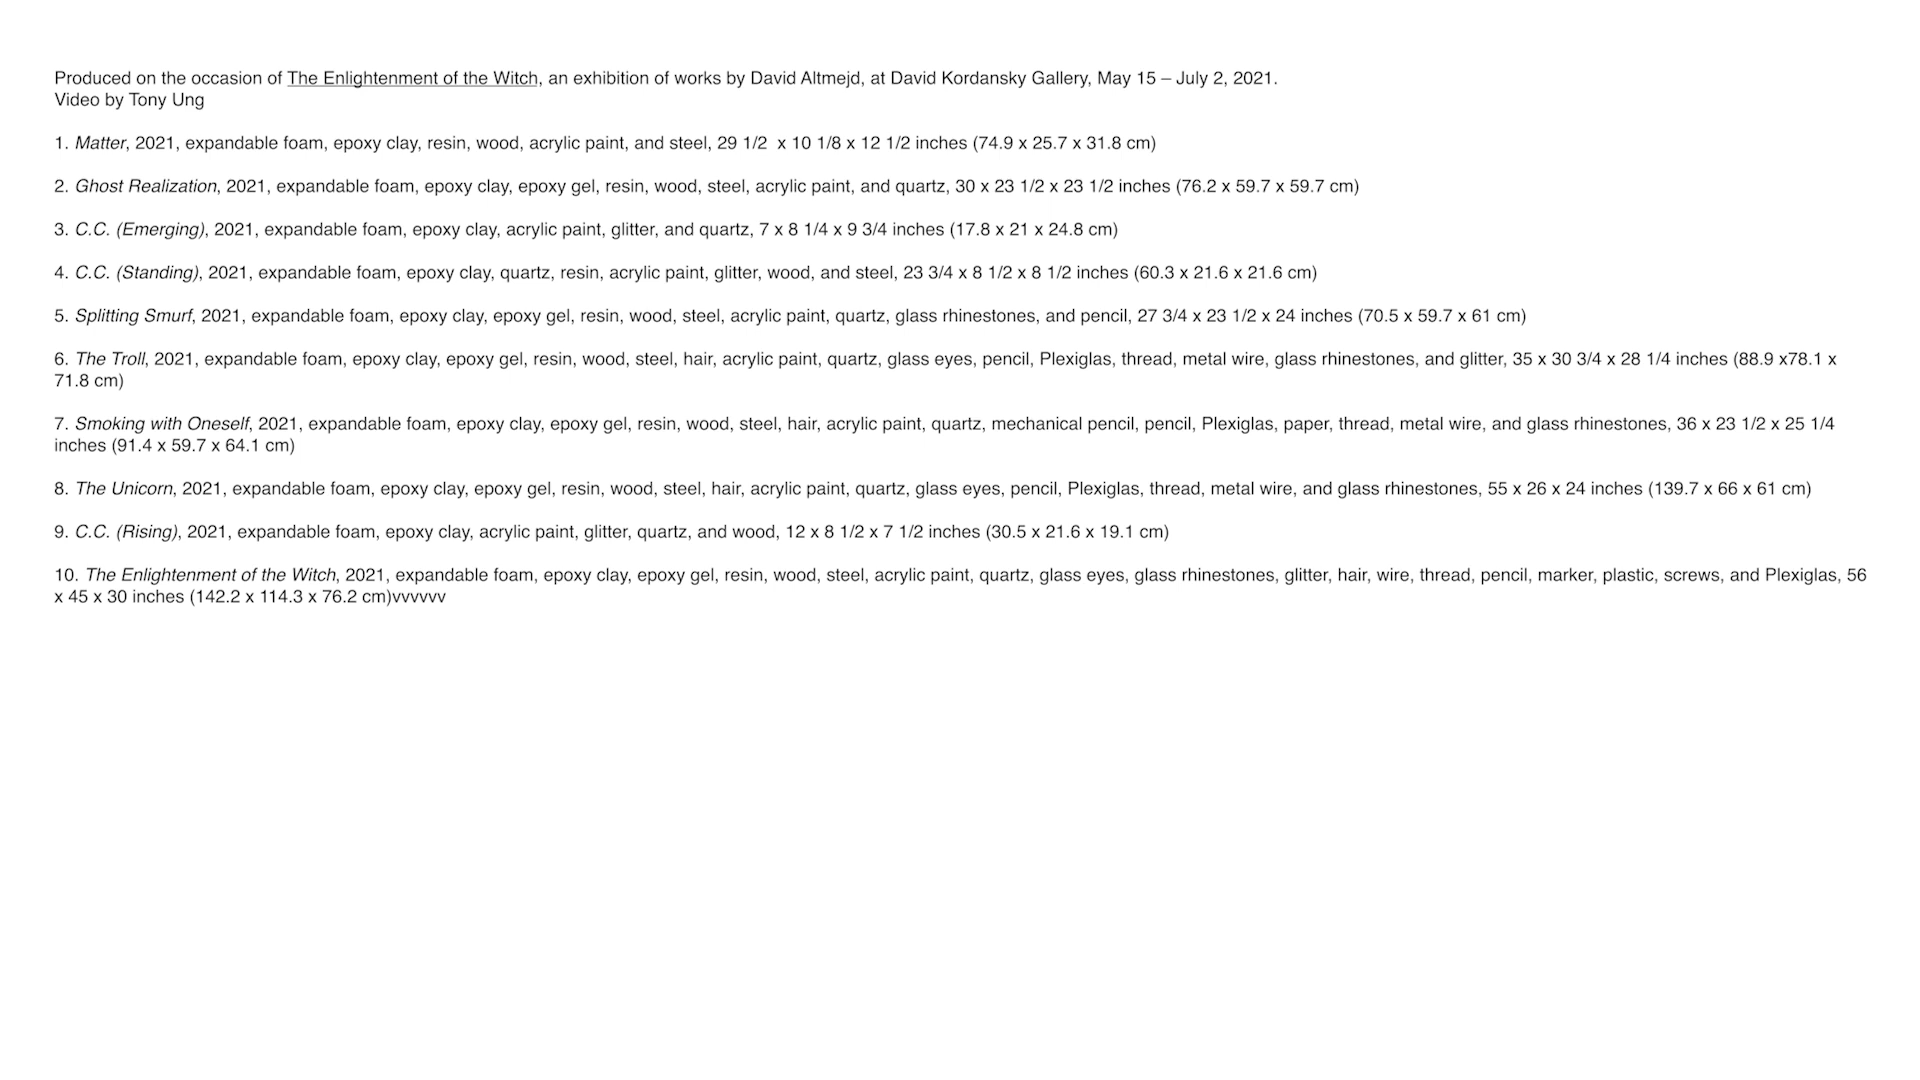 Produced on the occasion of The Enlightenment of the Witch, an exhibition of works by David Altmejd, at David Kordansky Gallery, May 15 – July 2, 2021.
Video by Tony Ung
1. Matter, 2021, expandable foam, epoxy clay, resin, wood, acrylic paint, and steel, 29 1/2  x 10 1/8 x 12 1/2 inches (74.9 x 25.7 x 31.8 cm)
2. Ghost Realization, 2021, expandable foam, epoxy clay, epoxy gel, resin, wood, steel, acrylic paint, and quartz, 30 x 23 1/2 x 23 1/2 inches (76.2 x 59.7 x 59.7 cm)
3. C.C. (Emerging), 2021, expandable foam, epoxy clay, acrylic paint, glitter, and quartz, 7 x 8 1/4 x 9 3/4 inches (17.8 x 21 x 24.8 cm)
4. C.C. (Standing), 2021, expandable foam, epoxy clay, quartz, resin, acrylic paint, glitter, wood, and steel, 23 3/4 x 8 1/2 x 8 1/2 inches (60.3 x 21.6 x 21.6 cm)
5. Splitting Smurf, 2021, expandable foam, epoxy clay, epoxy gel, resin, wood, steel, acrylic paint, quartz, glass rhinestones, and pencil, 27 3/4 x 23 1/2 x 24 inches (70.5 x 59.7 x 61 cm)
6. The Troll, 2021, expandable foam, epoxy clay, epoxy gel, resin, wood, steel, hair, acrylic paint, quartz, glass eyes, pencil, Plexiglas, thread, metal wire, glass rhinestones, and glitter, 35 x 30 3/4 x 28 1/4 inches (88.9 x78.1 x
71.8 cm)
7. Smoking with Oneself, 2021, expandable foam, epoxy clay, epoxy gel, resin, wood, steel, hair, acrylic paint, quartz, mechanical pencil, pencil, Plexiglas, paper, thread, metal wire, and glass rhinestones, 36 x 23 1/2 x 25 1/4
inches (91.4 x 59.7 x 64.1 cm)
8. The Unicorn, 2021, expandable foam, epoxy clay, epoxy gel, resin, wood, steel, hair, acrylic paint, quartz, glass eyes, pencil, Plexiglas, thread, metal wire, and glass rhinestones, 55 x 26 x 24 inches (139.7 x 66 x 61 cm)
9. C.C. (Rising), 2021, expandable foam, epoxy clay, acrylic paint, glitter, quartz, and wood, 12 x 8 1/2 x 7 1/2 inches (30.5 x 21.6 x 19.1 cm)
10. The Enlightenment of the Witch, 2021, expandable foam, epoxy clay, epoxy gel, resin, wood, steel, acrylic paint, quartz, glass eyes, glass rhinestones, glitter, hair, wire, thread, pencil, marker, plastic, screws, and Plexiglas, 56
x 45 x 30 inches (142.2 x 114.3 x 76.2 cm)vvvvvv